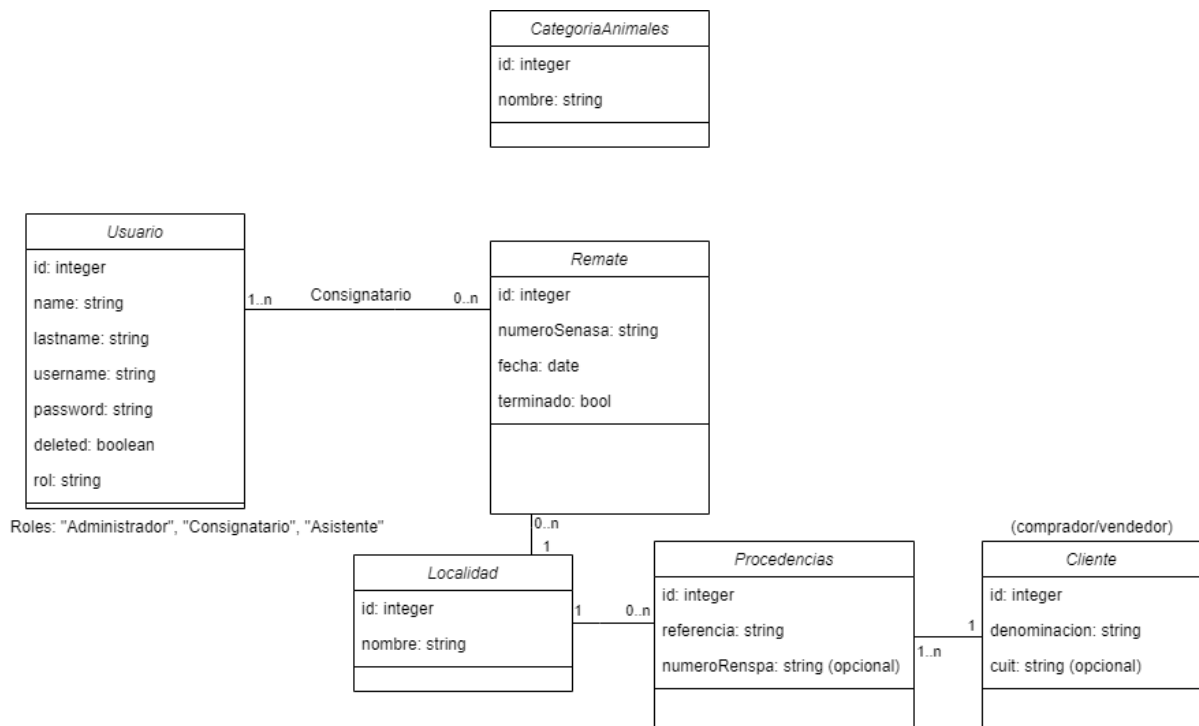 CategoriaAnimales
id: integer
nombre: string
Usuario
id: integer
name: string
lastname: string
username: string
password: string
deleted: boolean
rol: string
Roles: "Administrador", "Consignatario", "Asistente"
1..n
Consignatario
0..n
Remate
id: integer
numeroSenasa: string
fecha: date
terminado: bool
0..n
1
Localidad
id: integer
nombre: string
1
0..n
Procedencias
id: integer
referencia: string
numeroRenspa: string (opcional)
1..n
1
(comprador/vendedor)
Cliente
id: integer
denominacion: string
cuit: string (opcional)